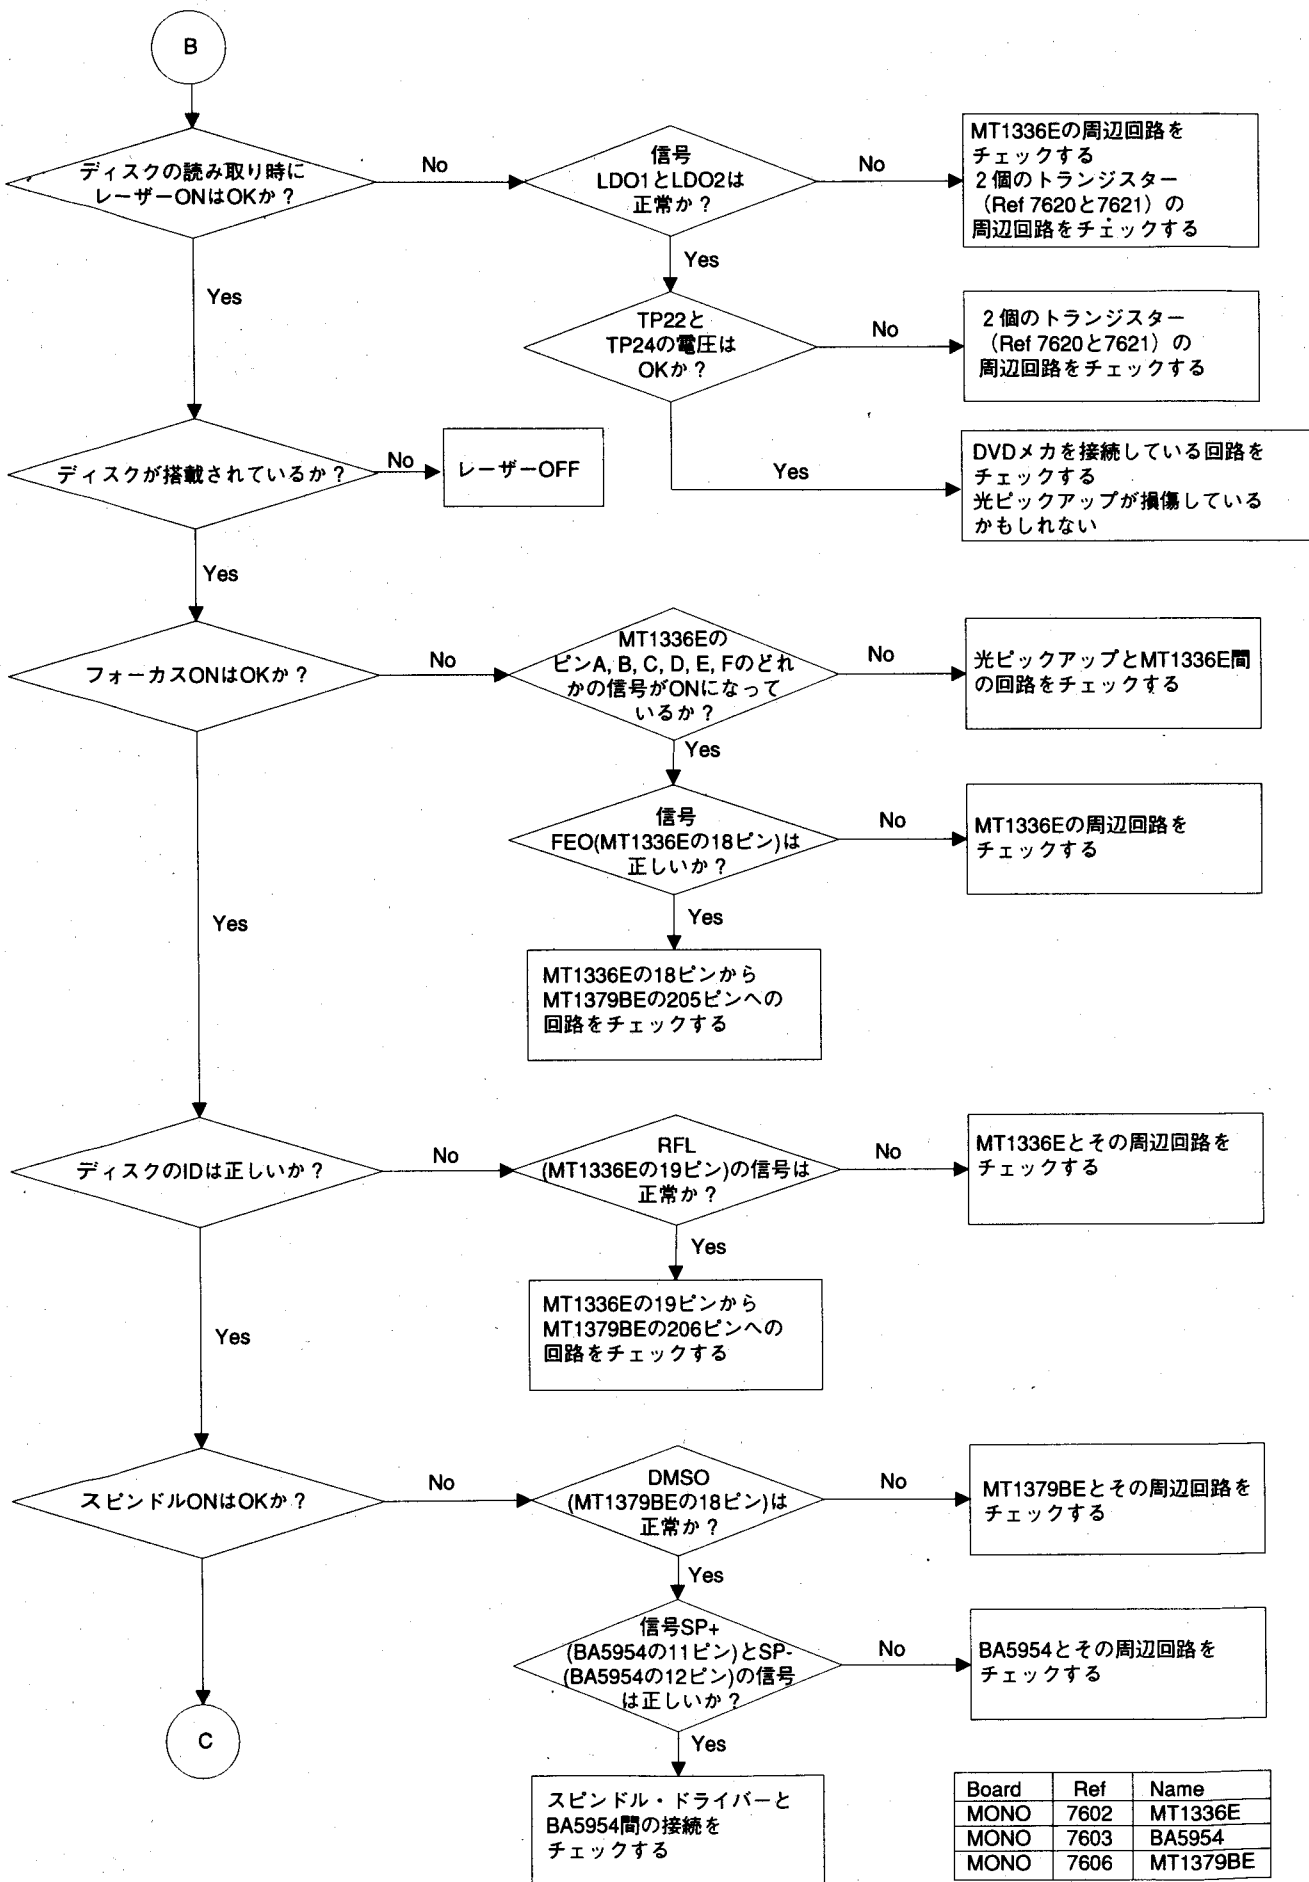 B
ディスクの読み取り時に
レーザーONはOKか？
No
信号
LDO1とLDO2は
正常か？
No
MT1336Eの周辺回路を
チェックする
2個のトランジスター
（Ref 7620と7621）の
周辺回路をチェックする
Yes
Yes
TP22と
TP24の電圧は
OKか？
No
2個のトランジスター
（Ref 7620と7621）の
周辺回路をチェックする
Yes
DVDメカを接続している回路を
チェックする
光ピックアップが損傷している
かもしれない
ディスクが搭載されているか？
No
レーザーOFF
Yes
フォーカスONはOKか？
No
MT1336Eの
ピンA, B, C, D, E, Fのどれ
かの信号がONになって
いるか？
No
光ピックアップとMT1336E間
の回路をチェックする
Yes
信号
FEO(MT1336Eの18ピン)は
正しいか？
No
MT1336Eの周辺回路を
チェックする
Yes
Yes
MT1336Eの18ピンから
MT1379BEの205ピンへの
回路をチェックする
ディスクのIDは正しいか？
No
RFL
(MT1336Eの19ピン)の信号は
正常か？
No
MT1336Eとその周辺回路を
チェックする
Yes
Yes
MT1336Eの19ピンから
MT1379BEの206ピンへの
回路をチェックする
スピンドルONはOKか？
No
DMSO
(MT1379BEの18ピン)は
正常か？
No
MT1379BEとその周辺回路を
チェックする
Yes
信号SP+
(BA5954の11ピン)とSP-
(BA5954の12ピン)の信号
は正しいか？
No
BA5954とその周辺回路を
チェックする
C
Yes
スピンドル・ドライバーと
BA5954間の接続を
チェックする
Board Ref Name
MONO 7602 MT1336E
MONO 7603 BA5954
MONO 7606 MT1379BE